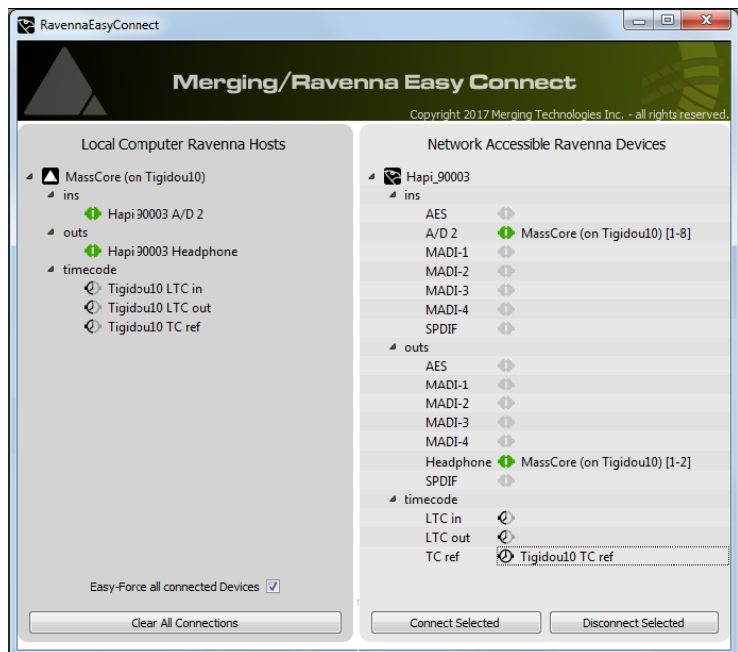 RavennaEasyConnect
Merging/Ravenna Easy Connect
Copyright 2017 Merging Technologies Inc. - all rights reserved.
Local Computer Ravenna Hosts
MassCore (on Tigidou10)
ins
Hapi 90003 A/D 2
outs
Hapi 90003 Headphone
timecode
Tigidou10 LTC in
Tigidou10 LTC out
Tigidou10 TC ref
Easy-Force all connected Devices
Clear All Connections
Network Accessible Ravenna Devices
Hapi_90003
ins
AES
A/D 2 MassCore (on Tigidou10) [1-8]
MADI-1
MADI-2
MADI-3
MADI-4
SPDIF
outs
AES
MADI-1
MADI-2
MADI-3
MADI-4
Headphone MassCore (on Tigidou10) [1-2]
SPDIF
timecode
LTC in
LTC out
TC ref Tigidou10 TC ref
Connect Selected Disconnect Selected